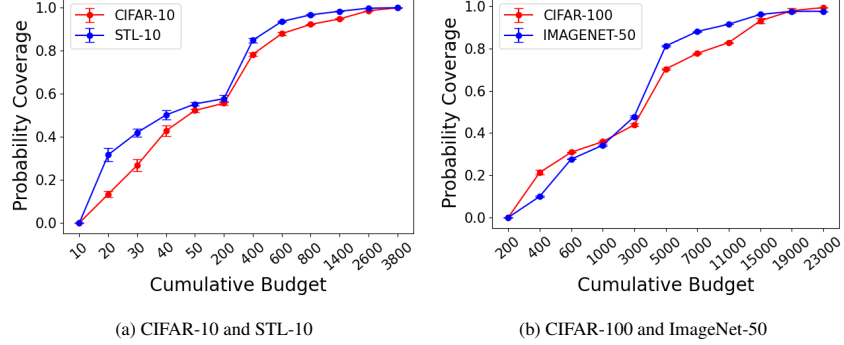 CIFAR-10
STL-10
Probability Coverage
1.0
0.8
0.6
0.4
0.2
0.0
10 20 30 40 50 200 400 600 800 1400 2600 3800
Cumulative Budget
(a) CIFAR-10 and STL-10
CIFAR-100
IMAGENET-50
Probability Coverage
1.0
0.8
0.6
0.4
0.2
0.0
200 400 600 1000 3000 5000 7000 11000 15000 19000 23000
Cumulative Budget
(b) CIFAR-100 and ImageNet-50